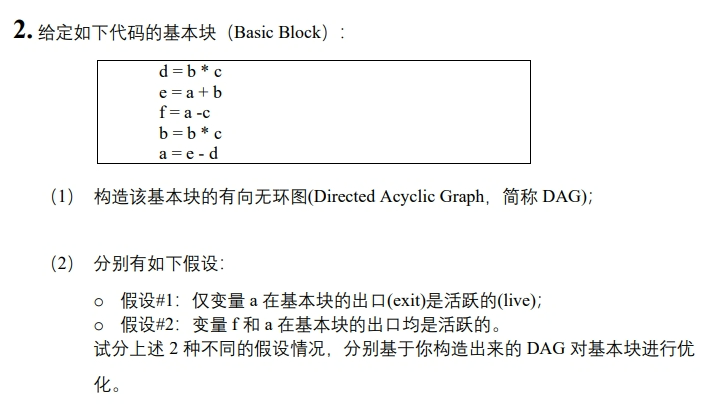 2. 给定如下代码的基本块（Basic Block）:
d = b * c
e = a + b
f = a -c
b = b * c
a = e - d
（1） 构造该基本块的有向无环图(Directed Acyclic Graph，简称 DAG)；
（2） 分别有如下假设：
o 假设#1：仅变量 a 在基本块的出口(exit)是活跃的(live)；
o 假设#2：变量 f 和 a 在基本块的出口均是活跃的。
试分上述 2 种不同的假设情况，分别基于你构造出来的 DAG 对基本块进行优
化。